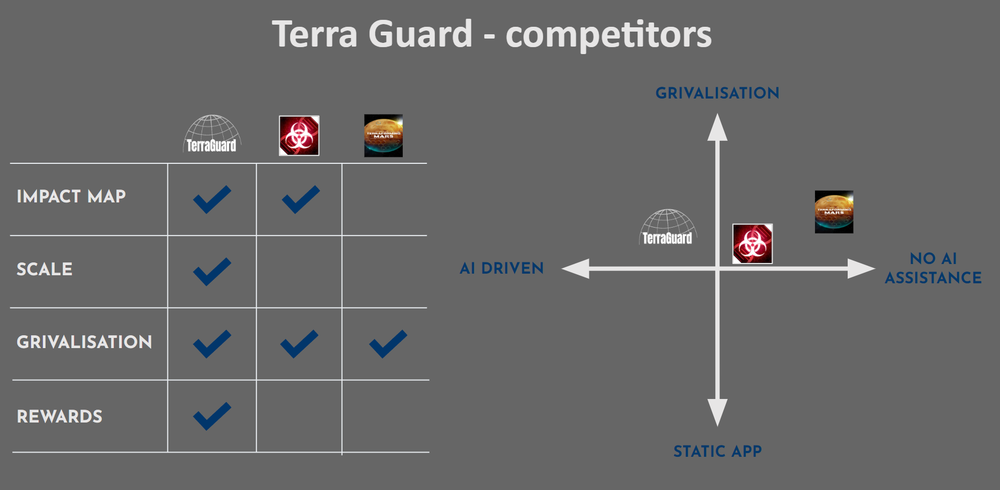 Terra Guard - competitors
TerraGuard
TERRAFORMING
MARS
IMPACT MAP
SCALE
GRIVALISATION
REWARDS
GRIVALISATION
TERRAFORMING
MARS
TerraGuard
AI DRIVEN
NO AI
ASSISTANCE
STATIC APP